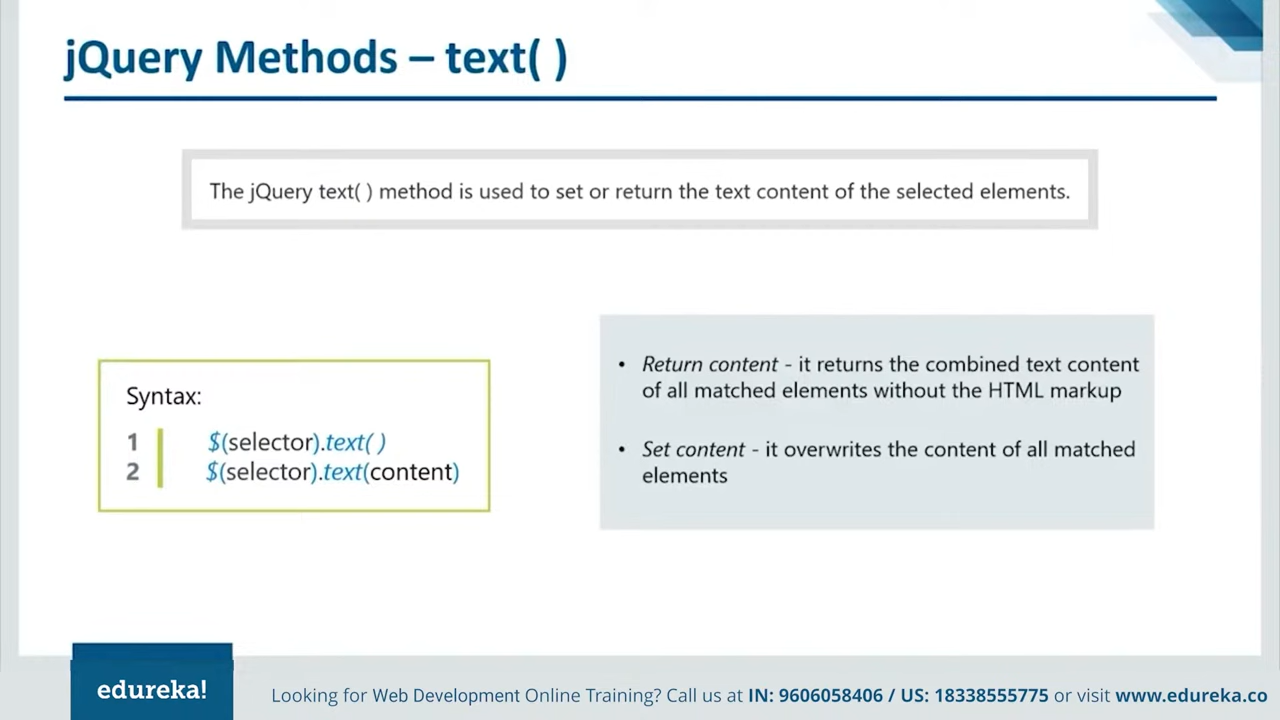 jQuery Methods – text( )
The jQuery text( ) method is used to set or return the text content of the selected elements.
Syntax:
1 $(selector).text( )
2 $(selector).text(content)
• Return content - it returns the combined text content
of all matched elements without the HTML markup
• Set content - it overwrites the content of all matched
elements
edureka!
Looking for Web Development Online Training? Call us at IN: 9606058406 / US: 18338555775 or visit www.edureka.co